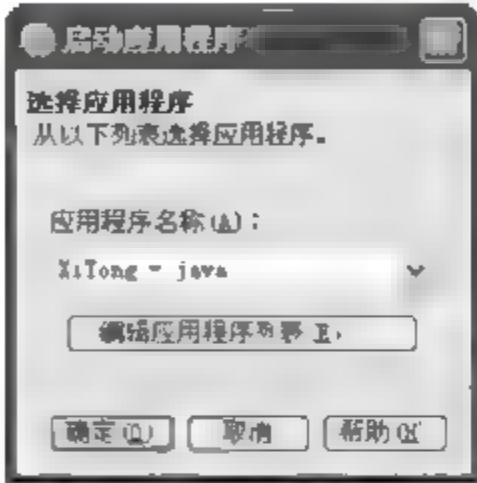 启动应用程序
选择应用程序
从以下列表选择应用程序。
应用程序名称(A)：
XiTong - java
编辑应用程序列表 E)
确定(O) 取消 帮助(H)